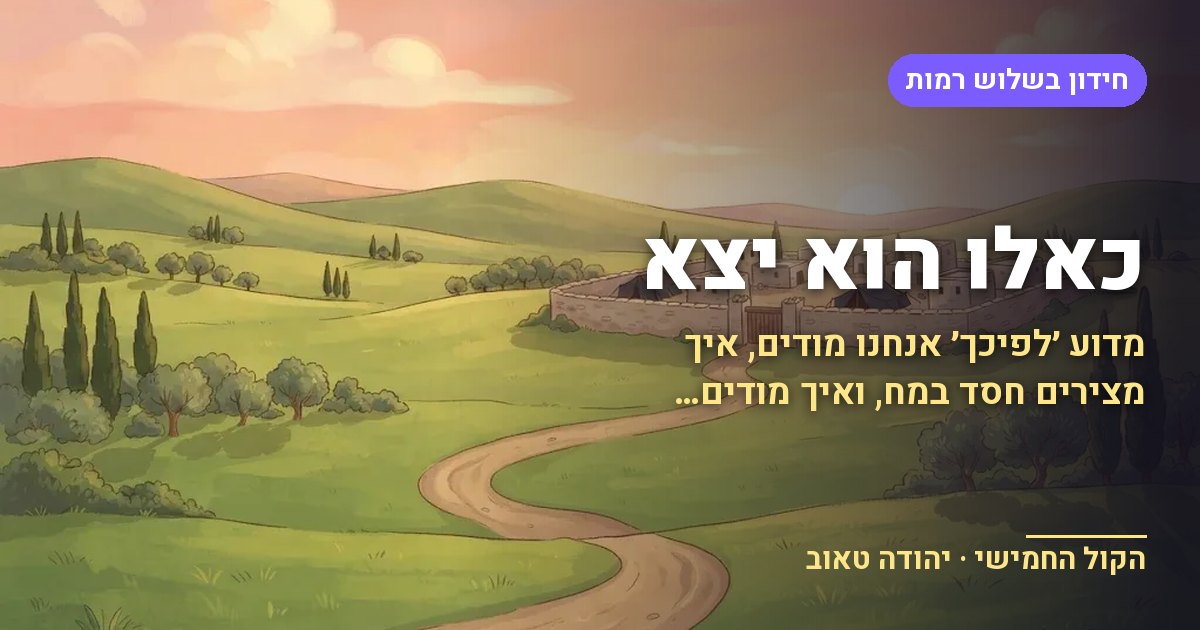 חידון בשלוש רמות
כאלו הוא יצא
מדוע ׳לפיכך׳ אנחנו מודים, איך
מצירים חסד במח, ואיך מודים…
הקול החמישי · יהודה טאוב